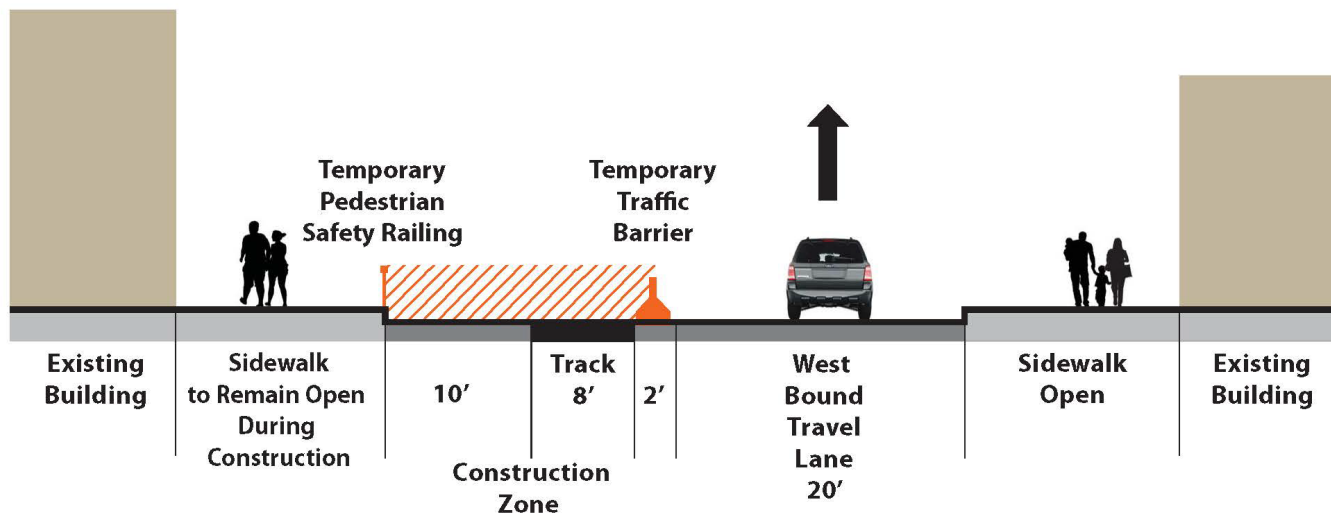 Temporary
Pedestrian
Safety Railing
Temporary
Traffic
Barrier
Existing
Building
Sidewalk
to Remain Open
During
Construction
10’
Track
8’
2’
Construction
Zone
West
Bound
Travel
Lane
20’
Sidewalk
Open
Existing
Building